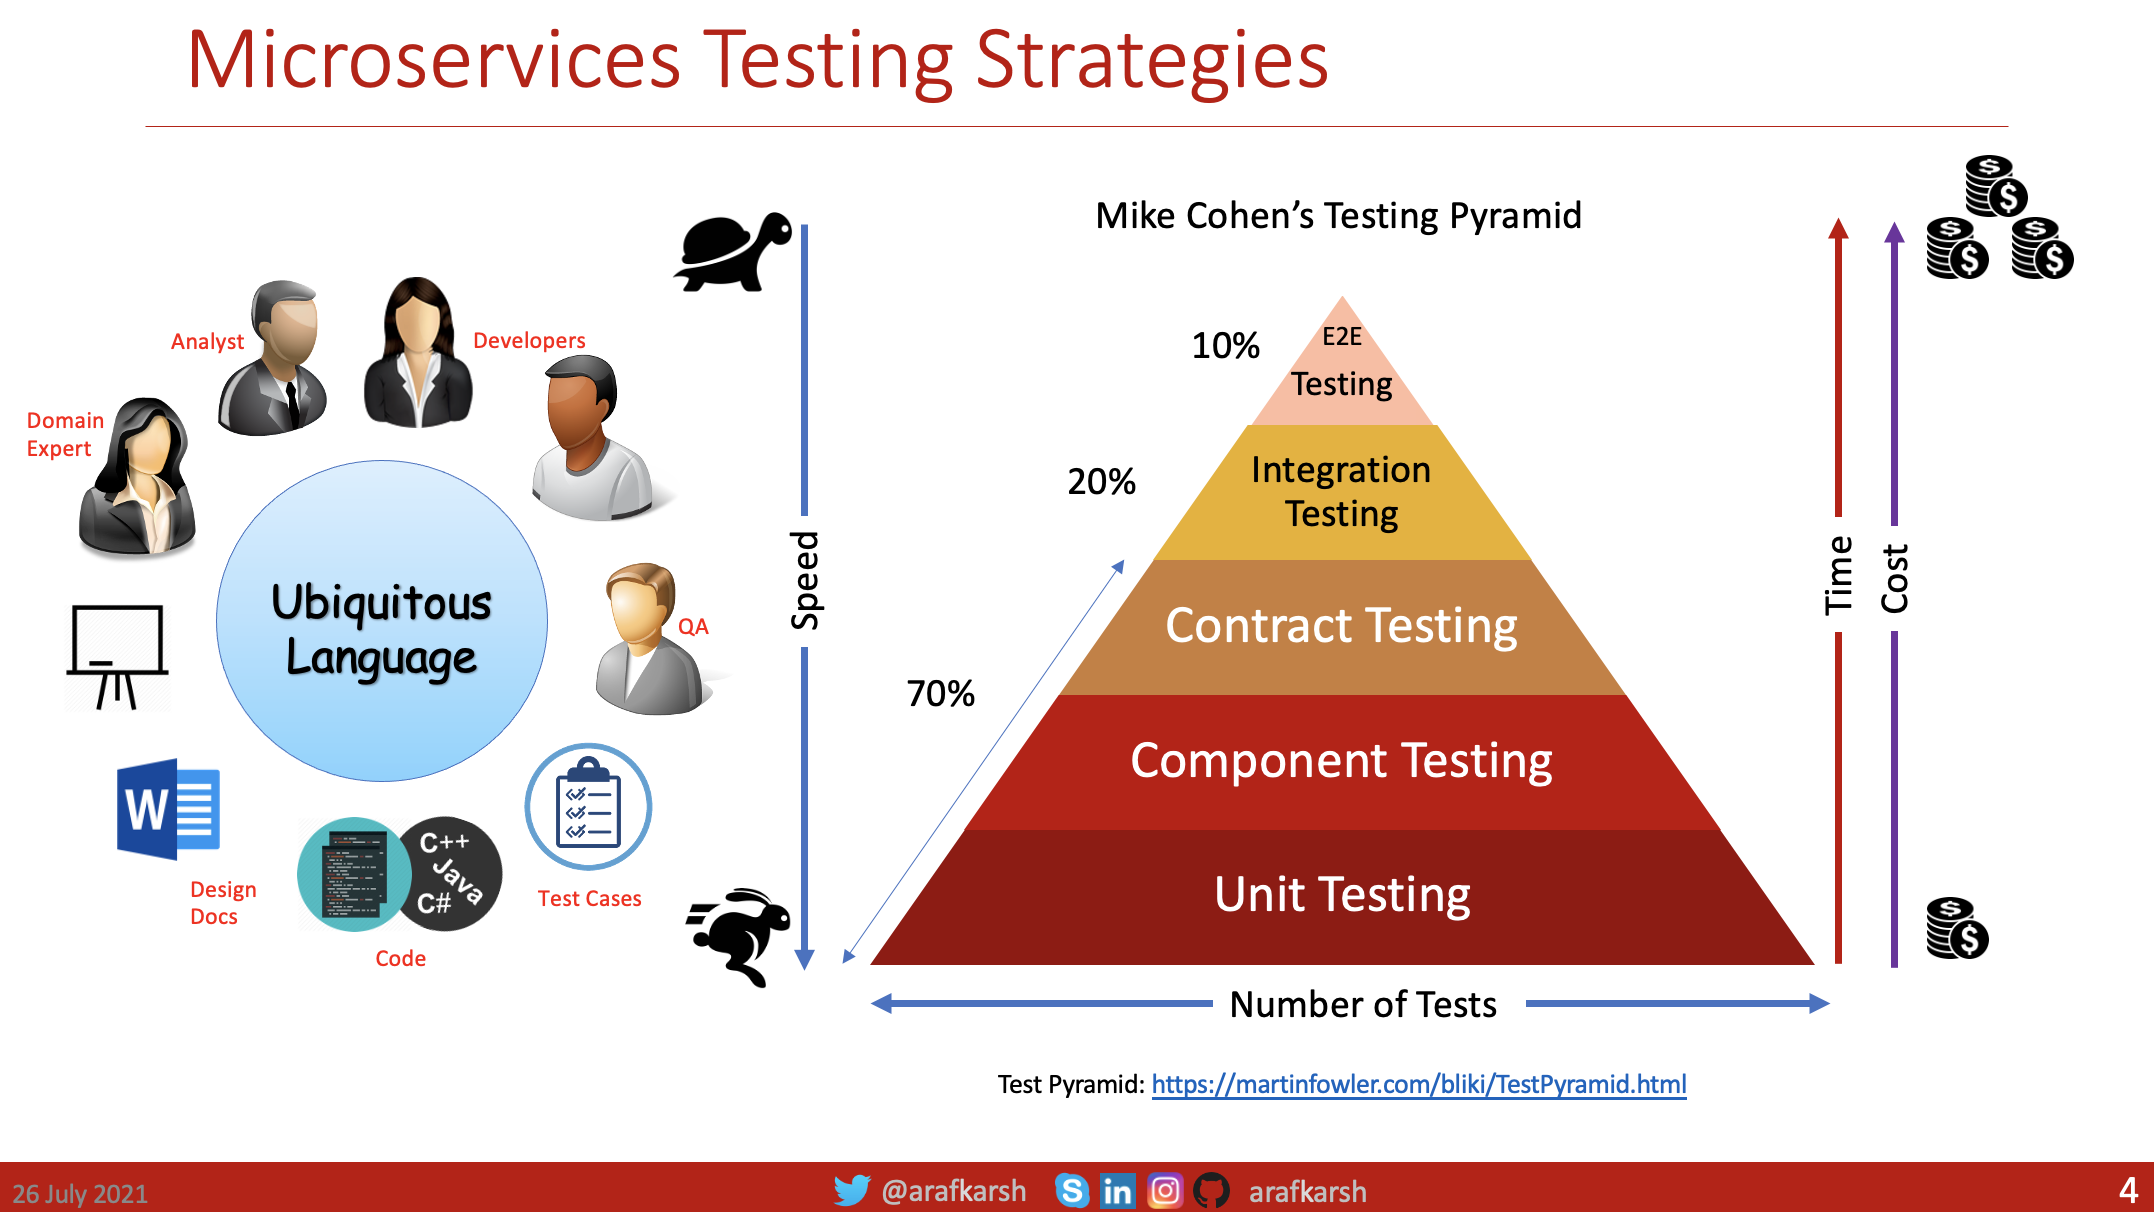 Microservices Testing Strategies
Analyst
Developers
Domain
Expert
Ubiquitous
Language
QA
W
Design
Docs
C++
Java
C#
Code
Test Cases
Speed
Mike Cohen’s Testing Pyramid
10%
E2E
Testing
20%
Integration
Testing
70%
Contract Testing
Component Testing
Unit Testing
Number of Tests
Time
Cost
$ $
$ $
$ $
$ $
Test Pyramid: https://martinfowler.com/bliki/TestPyramid.html
26 July 2021
@arafkarsh
S
in
arafkarsh
4